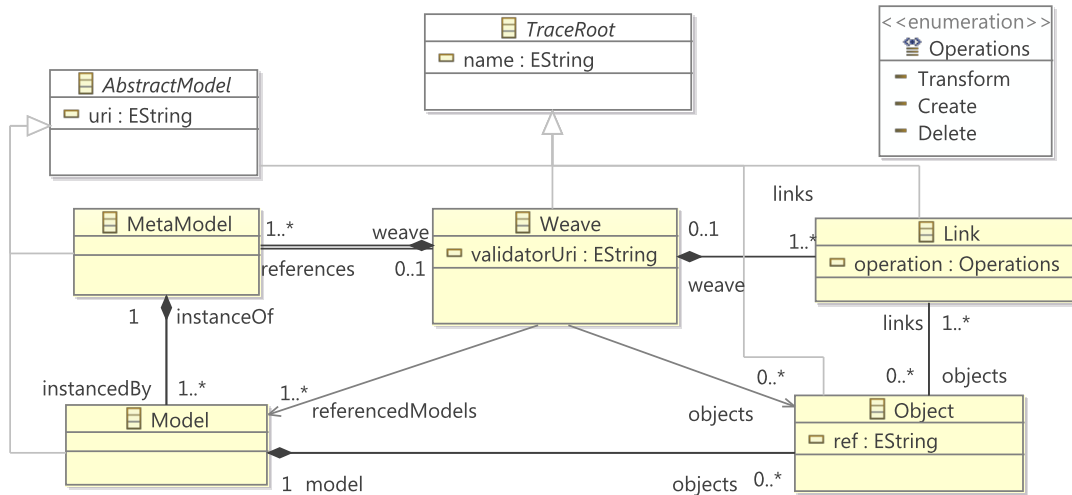 TraceRoot
name : EString
<<enumeration>>
Operations
Transform
Create
Delete
AbstractModel
uri : EString
MetaModel
1..*
weave
references
0..1
Weave
validatorUri : EString
0..1
weave
links
1..*
Link
operation : Operations
1
instanceOf
instancedBy
1..*
1..*
referencedModels
0..*
objects
links
1..*
0..*
objects
Model
1
model
objects
0..*
Object
ref : EString